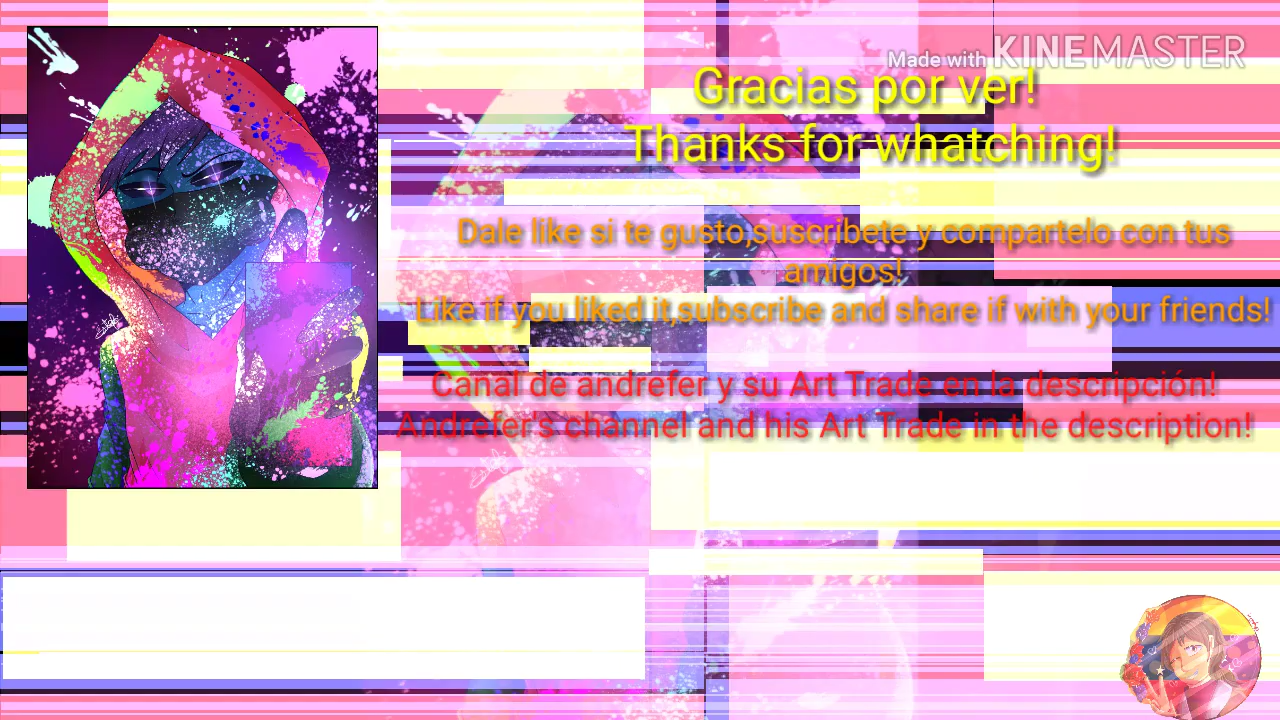 Made with KINEMASTER
Gracias por ver!
Thanks for whatching!
Dale like si te gusto,suscribete y compartelo con tus
amigos!
Like if you liked it,subscribe and share if with your friends!
Canal de andrefer y su Art Trade en la descripción!
Andrefer's channel and his Art Trade in the description!